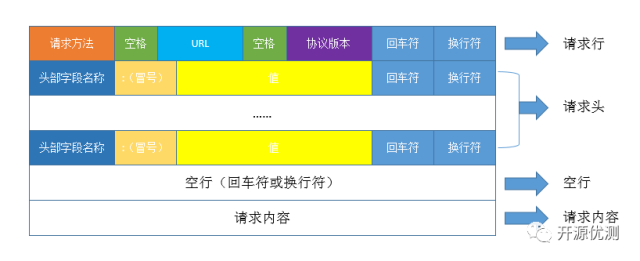 请求方法 空格 URL 空格 协议版本 回车符 换行符 请求行
头部字段名称 :（冒号） 值 回车符 换行符
请求头
……
头部字段名称 :（冒号） 值 回车符 换行符
空行（回车符或换行符） 空行
请求内容 请求内容
开源优测